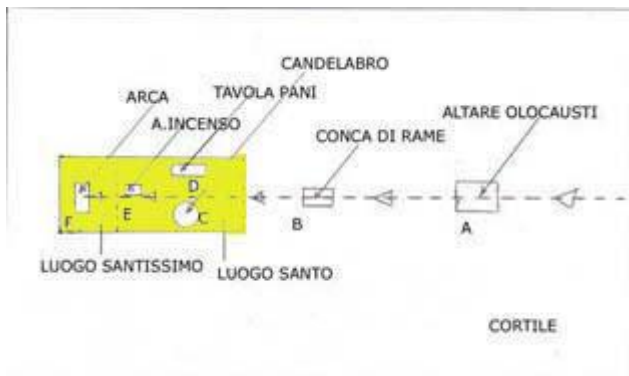 CANDELABRO
ARCA
TAVOLA PANI
A.INCENSO
ALTARE OLOCAUSTI
CONCA DI RAME
D
F
E
C
B
A
LUOGO SANTISSIMO
LUOGO SANTO
CORTILE